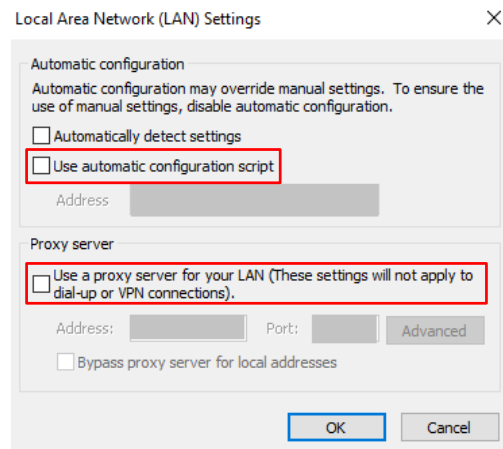 Local Area Network (LAN) Settings
Automatic configuration
Automatic configuration may override manual settings. To ensure the
use of manual settings, disable automatic configuration.
Automatically detect settings
Use automatic configuration script
Address
Proxy server
Use a proxy server for your LAN (These settings will not apply to
dial-up or VPN connections).
Address:
Port:
Advanced
Bypass proxy server for local addresses
OK
Cancel